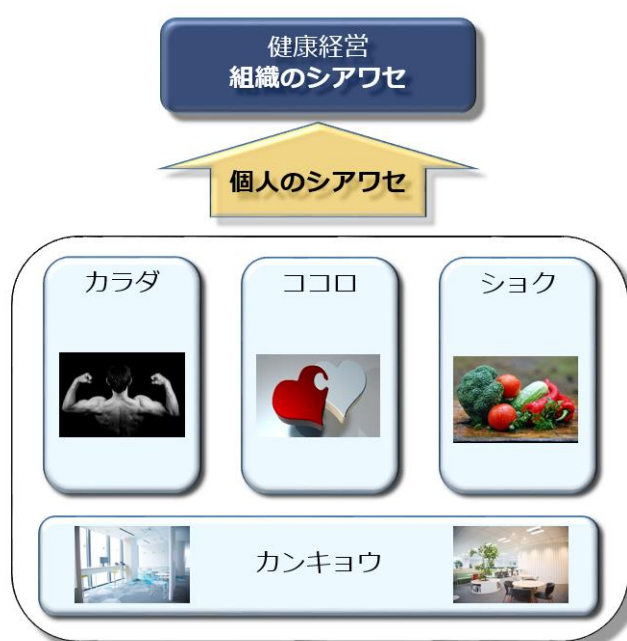 健康経営
組織のシアワセ
個人のシアワセ
カラダ
ココロ
ショク
カンキョウ